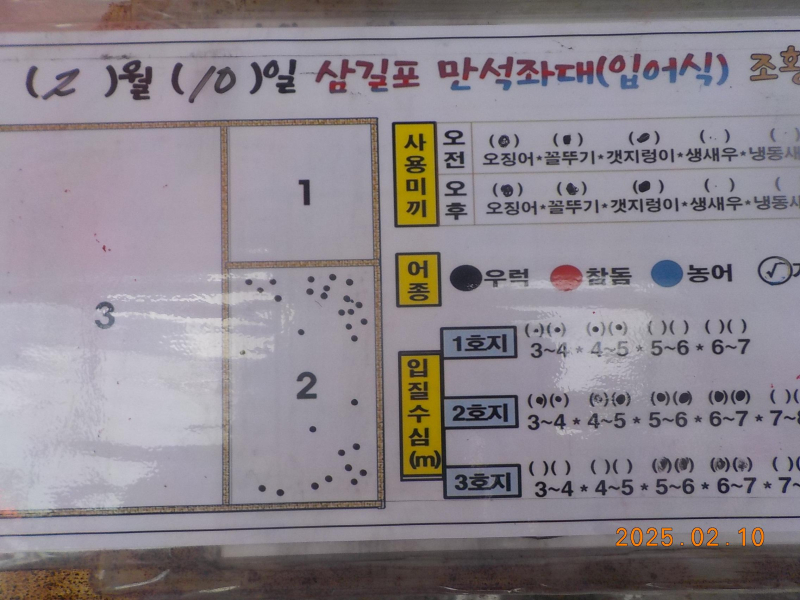 ( 2 )월 ( 10 )일 삼길포 만석좌대(입어식) 조황
1
2
3
사용미끼
오전
오징어*꼴뚜기*갯지렁이*생새우*냉동새
오후
오징어*꼴뚜기*갯지렁이*생새우*냉동새
어종
우럭 참돔 농어
입질수심(m)
1호지
3~4 * 4~5 * 5~6 * 6~7
2호지
3~4 * 4~5 * 5~6 * 6~7 * 7~8
3호지
3~4 * 4~5 * 5~6 * 6~7 * 7~
2025.02.10